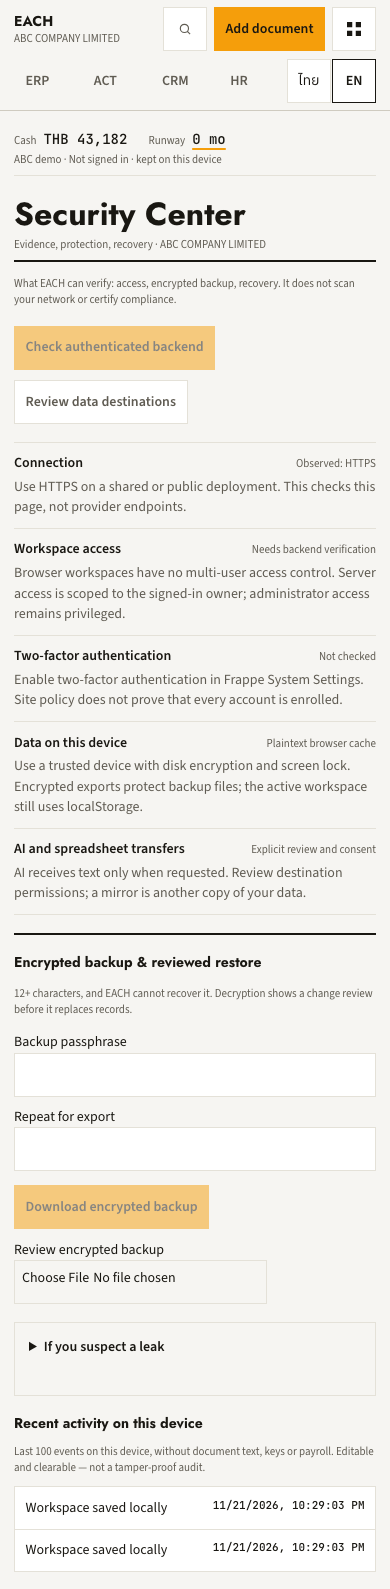 EACH
ABC COMPANY LIMITED
Add document
ERP ACT CRM HR ไทย EN
Cash THB 43,182 Runway 0 mo
ABC demo · Not signed in · kept on this device
Security Center
Evidence, protection, recovery · ABC COMPANY LIMITED
What EACH can verify: access, encrypted backup, recovery. It does not scan
your network or certify compliance.
Check authenticated backend
Review data destinations
Connection Observed: HTTPS
Use HTTPS on a shared or public deployment. This checks this
page, not provider endpoints.
Workspace access Needs backend verification
Browser workspaces have no multi-user access control. Server
access is scoped to the signed-in owner; administrator access
remains privileged.
Two-factor authentication Not checked
Enable two-factor authentication in Frappe System Settings.
Site policy does not prove that every account is enrolled.
Data on this device Plaintext browser cache
Use a trusted device with disk encryption and screen lock.
Encrypted exports protect backup files; the active workspace
still uses localStorage.
AI and spreadsheet transfers Explicit review and consent
AI receives text only when requested. Review destination
permissions; a mirror is another copy of your data.
Encrypted backup & reviewed restore
12+ characters, and EACH cannot recover it. Decryption shows a change review
before it replaces records.
Backup passphrase
Repeat for export
Download encrypted backup
Review encrypted backup
Choose File No file chosen
If you suspect a leak
Recent activity on this device
Last 100 events on this device, without document text, keys or payroll. Editable
and clearable — not a tamper-proof audit.
Workspace saved locally 11/21/2026, 10:29:03 PM
Workspace saved locally 11/21/2026, 10:29:03 PM